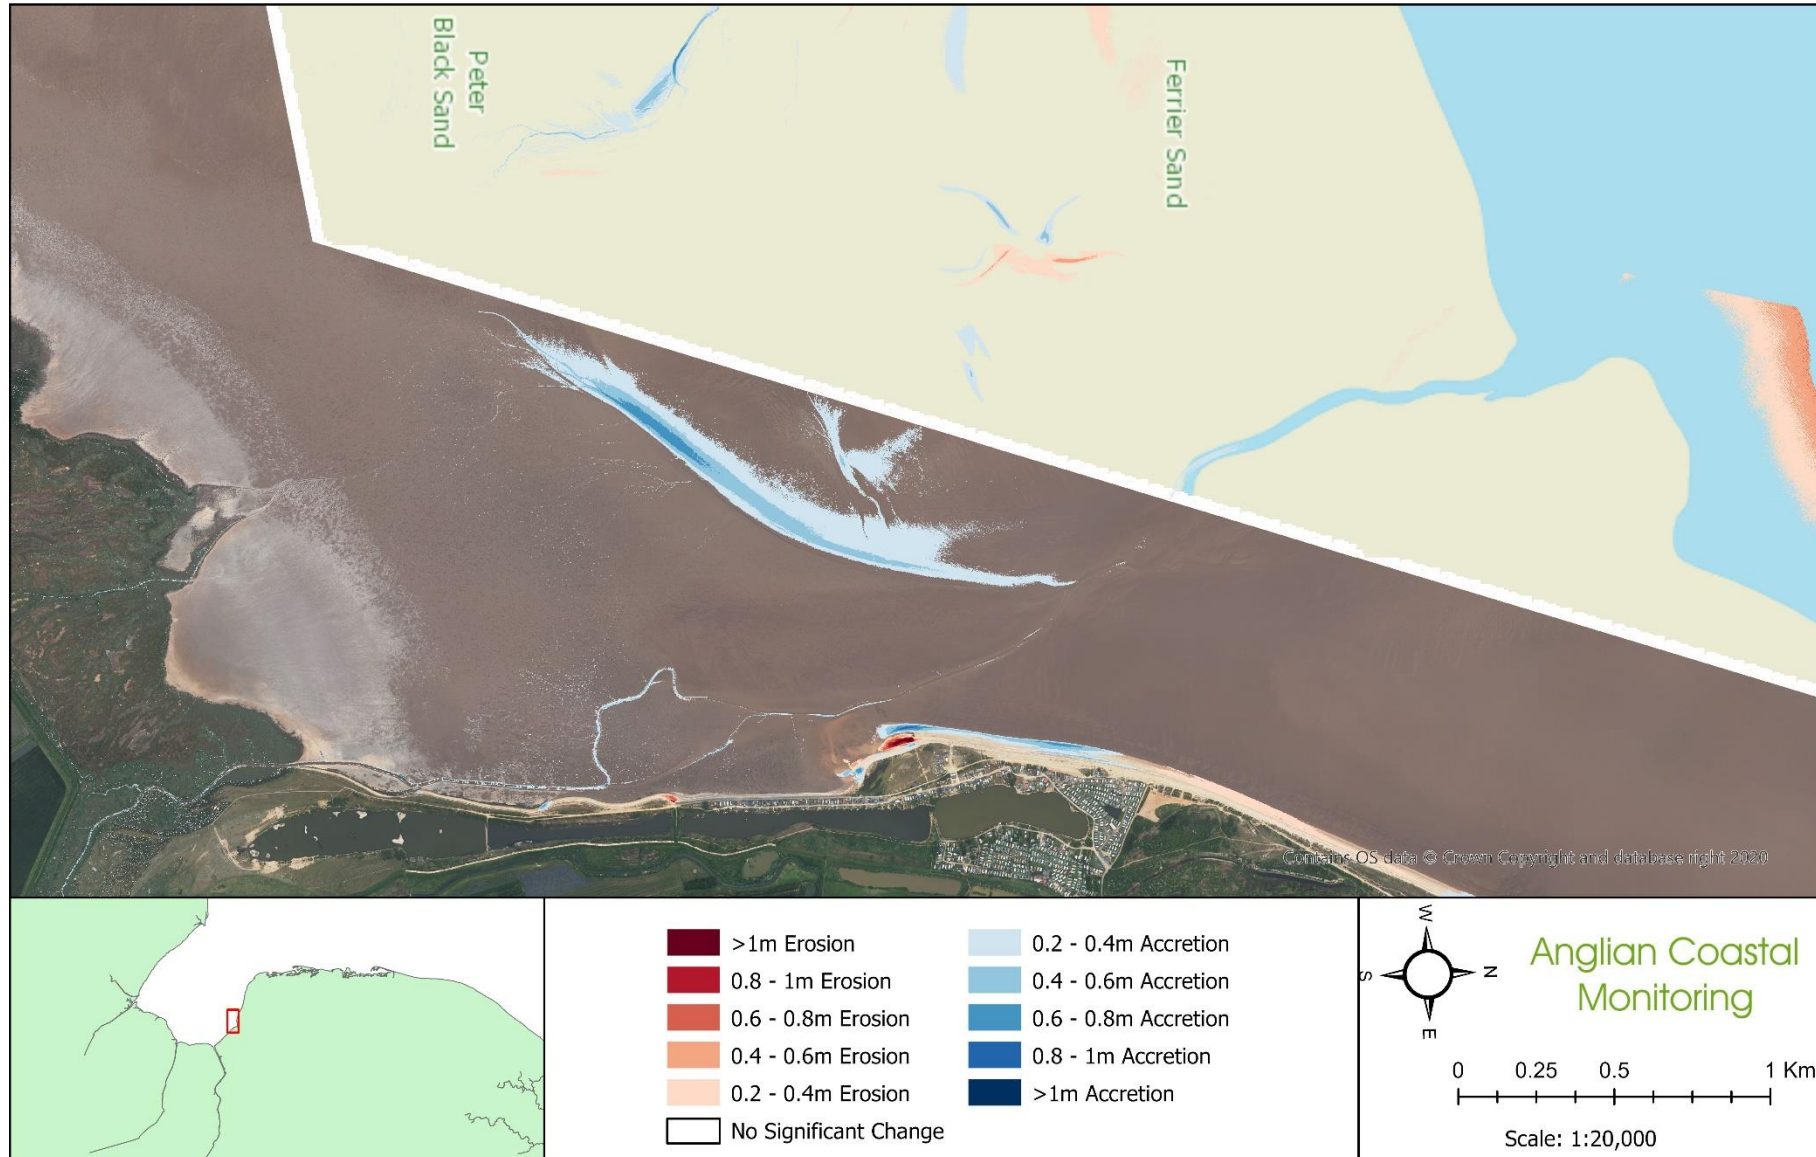 Peter
Black Sand
Ferrier Sand
Contains OS data © Crown Copyright and database right 2020
>1m Erosion
0.8 - 1m Erosion
0.6 - 0.8m Erosion
0.4 - 0.6m Erosion
0.2 - 0.4m Erosion
No Significant Change
0.2 - 0.4m Accretion
0.4 - 0.6m Accretion
0.6 - 0.8m Accretion
0.8 - 1m Accretion
>1m Accretion
W
S
N
E
Anglian Coastal
Monitoring
0 0.25 0.5 1 Km
Scale: 1:20,000